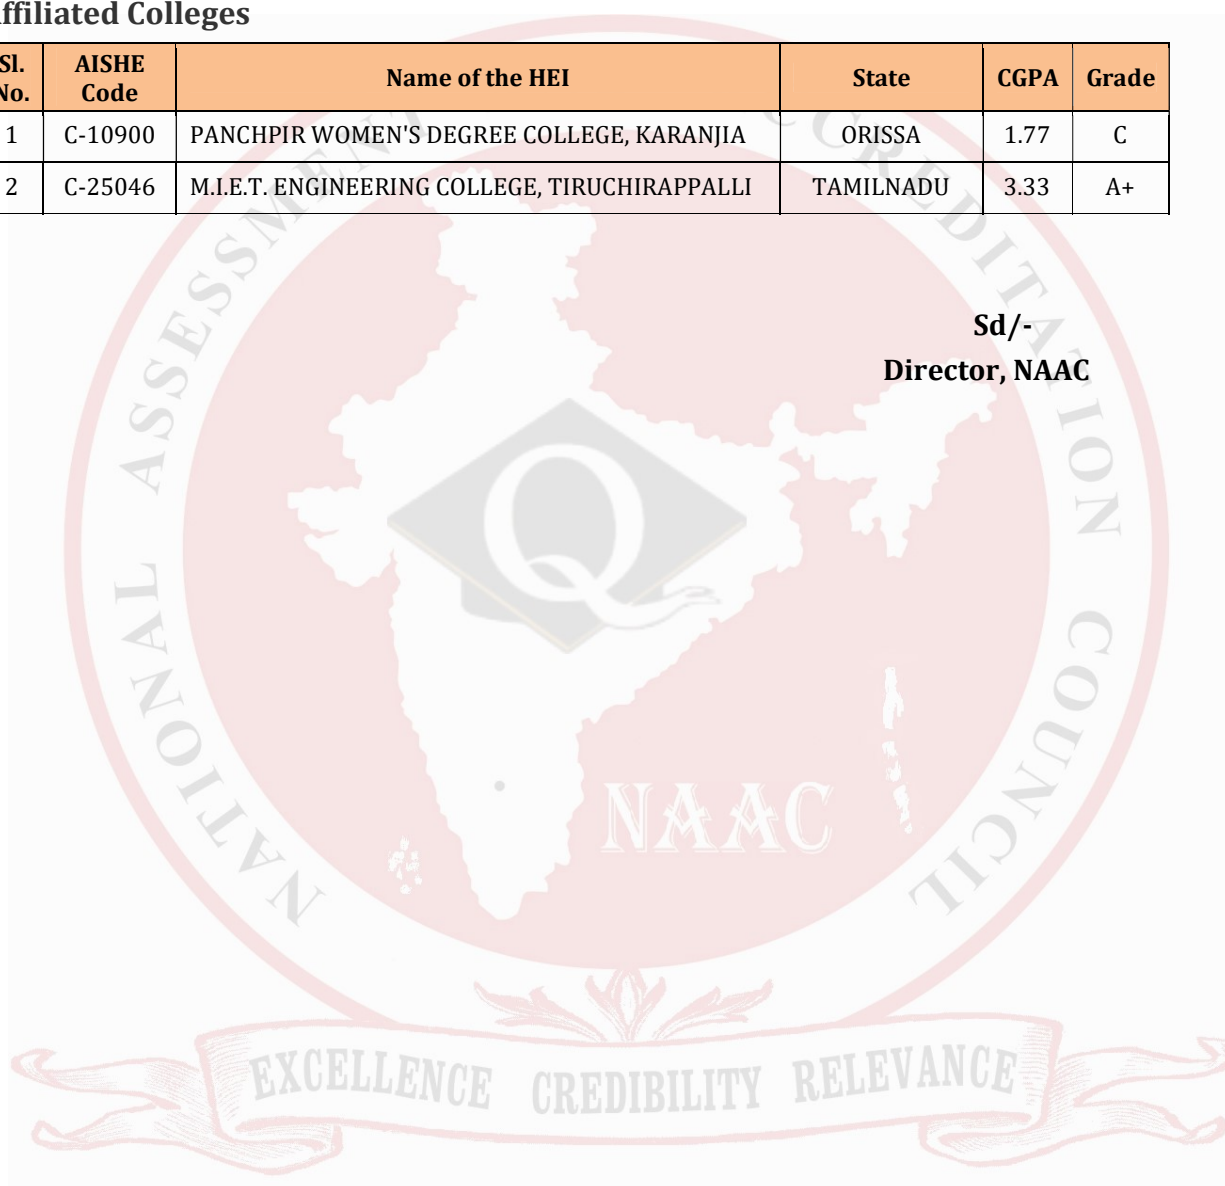 ffiliated Colleges
Sl. No. AISHE Code Name of the HEI State CGPA Grade
1 C-10900 PANCHPIR WOMEN'S DEGREE COLLEGE, KARANJIA ORISSA 1.77 C
2 C-25046 M.I.E.T. ENGINEERING COLLEGE, TIRUCHIRAPPALLI TAMILNADU 3.33 A+
Sd/-
Director, NAAC
NATIONAL ASSESSMENT ACCREDITATION COUNCIL
Q
NAAC
EXCELLENCE CREDIBILITY RELEVANCE